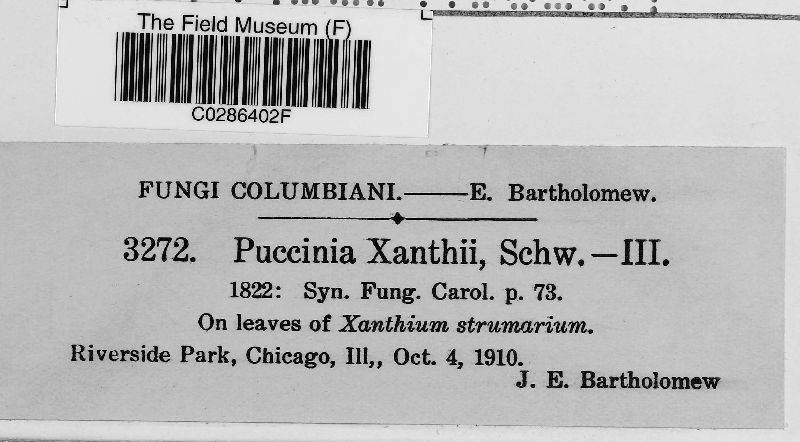 The Field Museum (F)
C0286402F
FUNGI COLUMBIANI.——E. Bartholomew.
3272. Puccinia Xanthii, Schw.—III.
1822: Syn. Fung. Carol. p. 73.
On leaves of Xanthium strumarium.
Riverside Park, Chicago, Ill,, Oct. 4, 1910.
J. E. Bartholomew